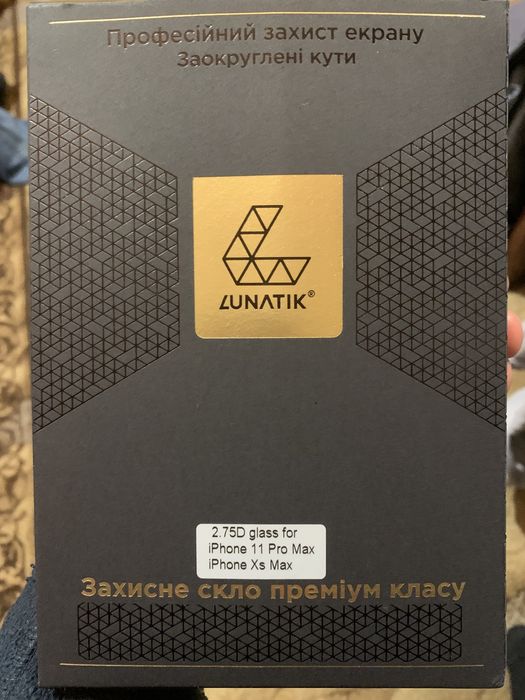 Професійний захист екрану
Заокруглені кути
LUNATIK®
2.75D glass for
iPhone 11 Pro Max
iPhone Xs Max
Захисне скло преміум класу